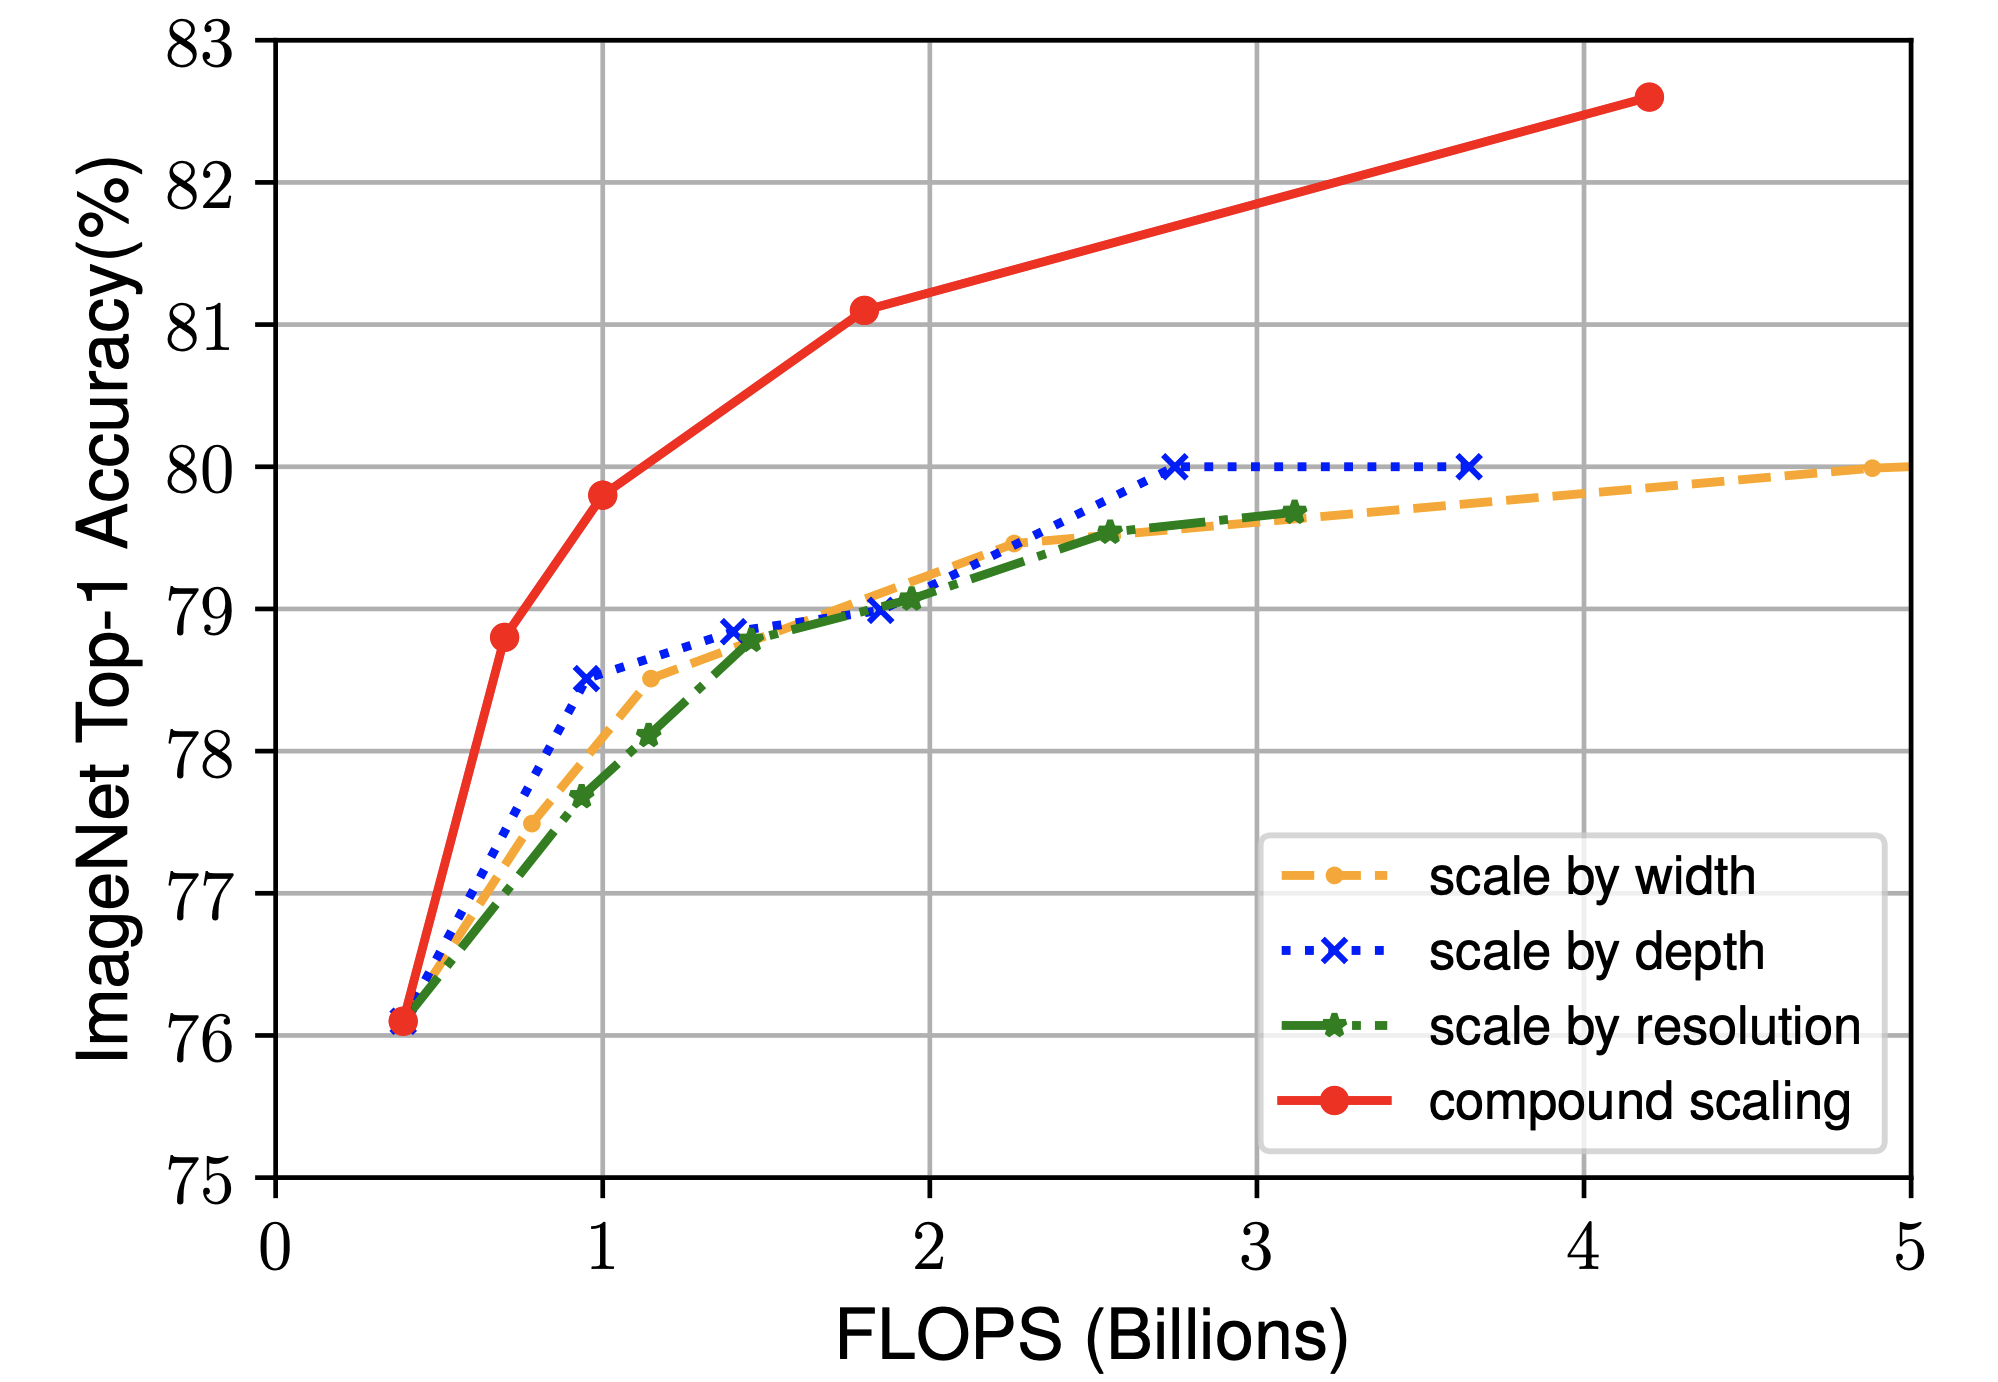 ImageNet Top-1 Accuracy(%)
83
82
81
80
79
78
77
76
75
0 1 2 3 4 5
FLOPS (Billions)
scale by width
scale by depth
scale by resolution
compound scaling